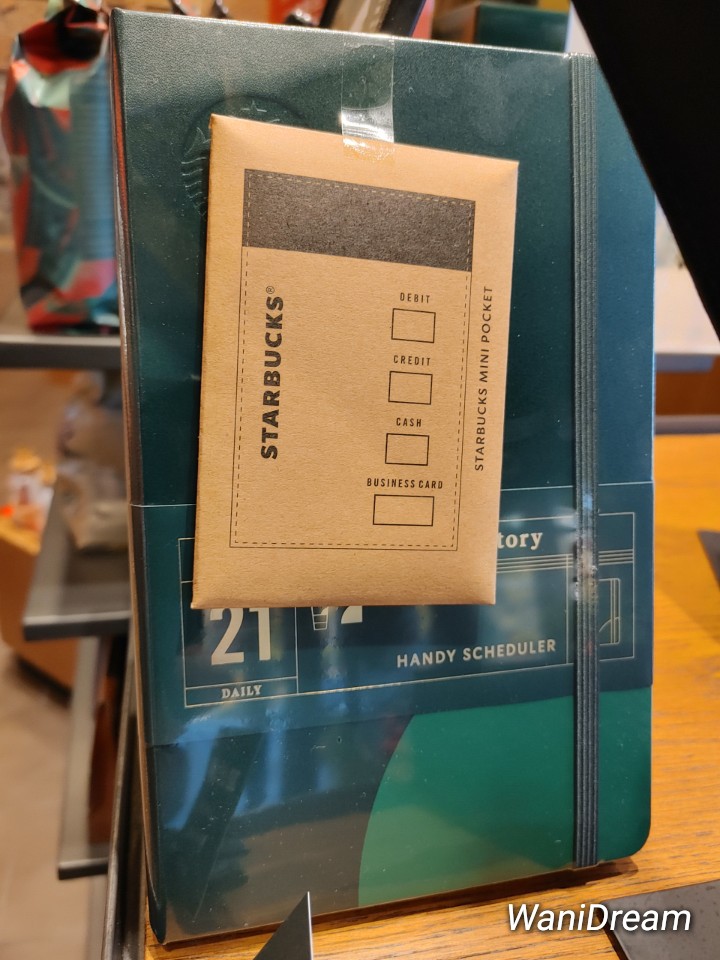 STARBUCKS®
DEBIT
CREDIT
CASH
BUSINESS CARD
STARBUCKS MINI POCKET
tory
21
DAILY
HANDY SCHEDULER
WaniDream